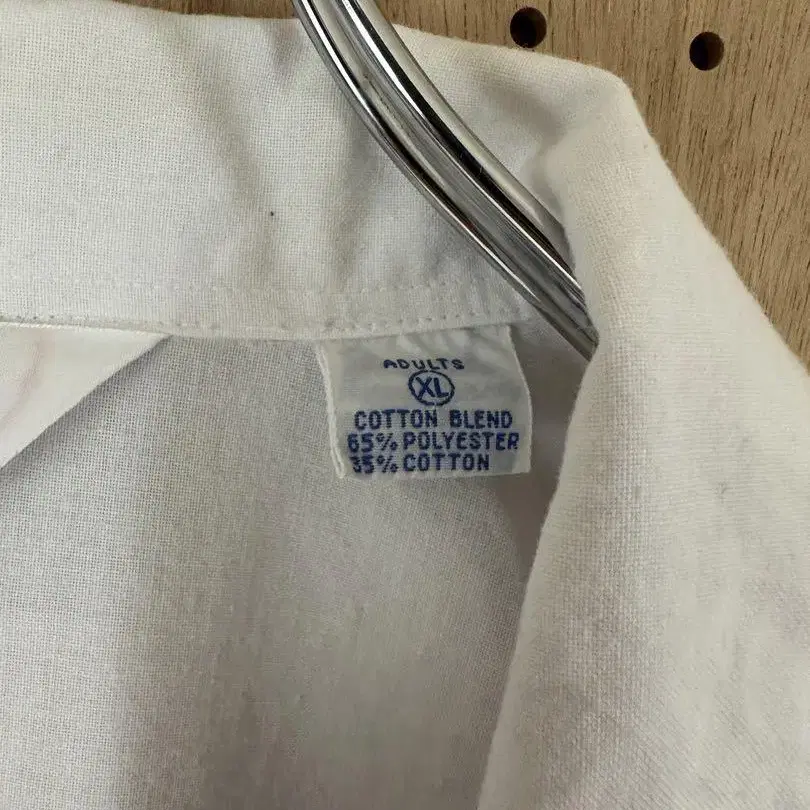 ADULTS
XL
COTTON BLEND
65% POLYESTER
35% COTTON